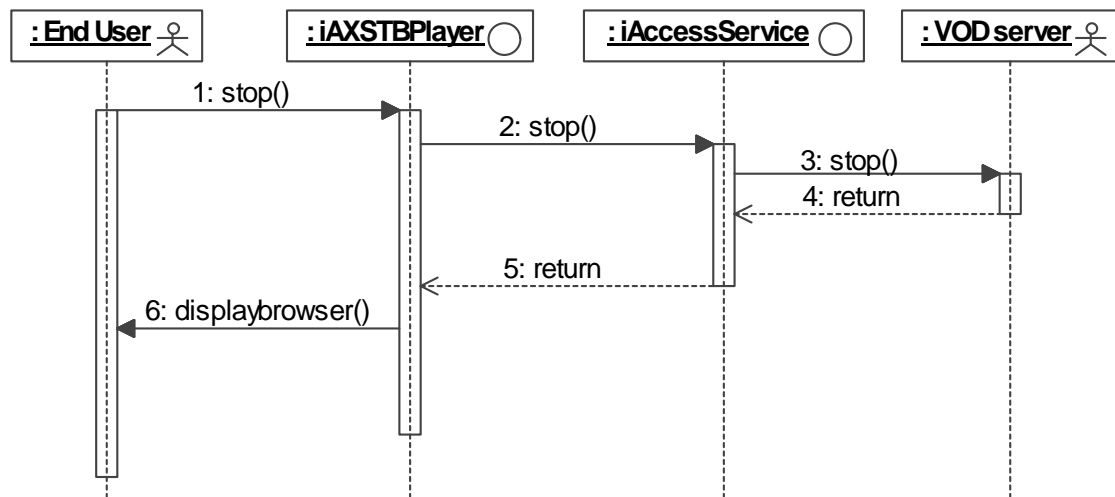 : End User
: iAXSTBPlayer
: iAccessService
: VOD server
1: stop()
2: stop()
3: stop()
4: return
5: return
6: displaybrowser()